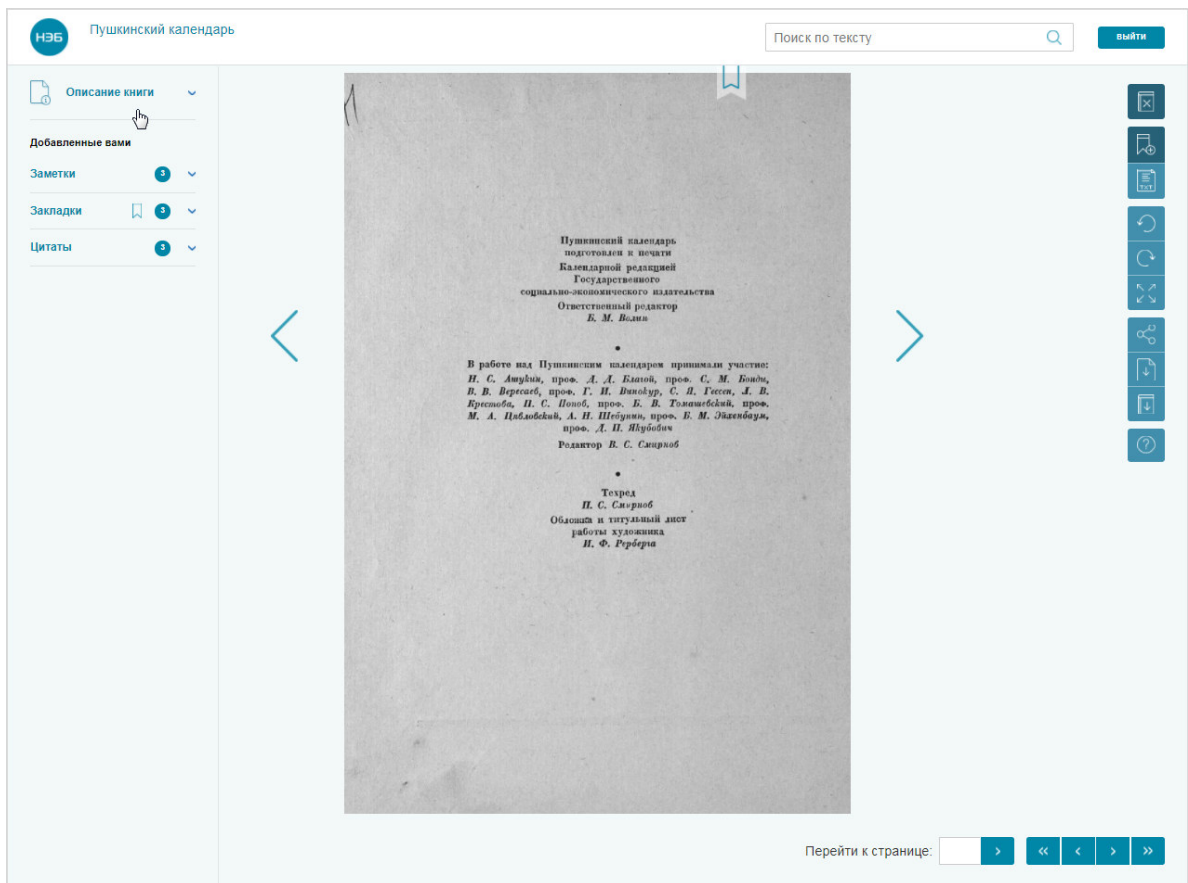 НЭБ
Пушкинский календарь
Поиск по тексту
выйти
Описание книги
Добавленные вами
Заметки 3
Закладки 3
Цитаты 3
TXT
Пушкинский календарь
подготовлен к печати
Календарной редакцией
Государственного
социально-экономического издательства
Ответственный редактор
Б. М. Волин
В работе над Пушкинским календарем принимали участие:
Н. С. Ашукин, проф. Д. Д. Благой, проф. С. М. Бонди,
В. В. Вересаев, проф. Г. И. Винокур, С. Я. Гессен, Л. В.
Крестова, П. С. Попов, проф. Б. В. Томашевский, проф.
М. А. Цявловский, А. Н. Шебунин, проф. Б. М. Эйхенбаум,
проф. Д. П. Якубович
Редактор В. С. Смирнов
Техред
П. С. Смирнов
Обложка и титульный лист
работы художника
И. Ф. Рерберга
Перейти к странице: